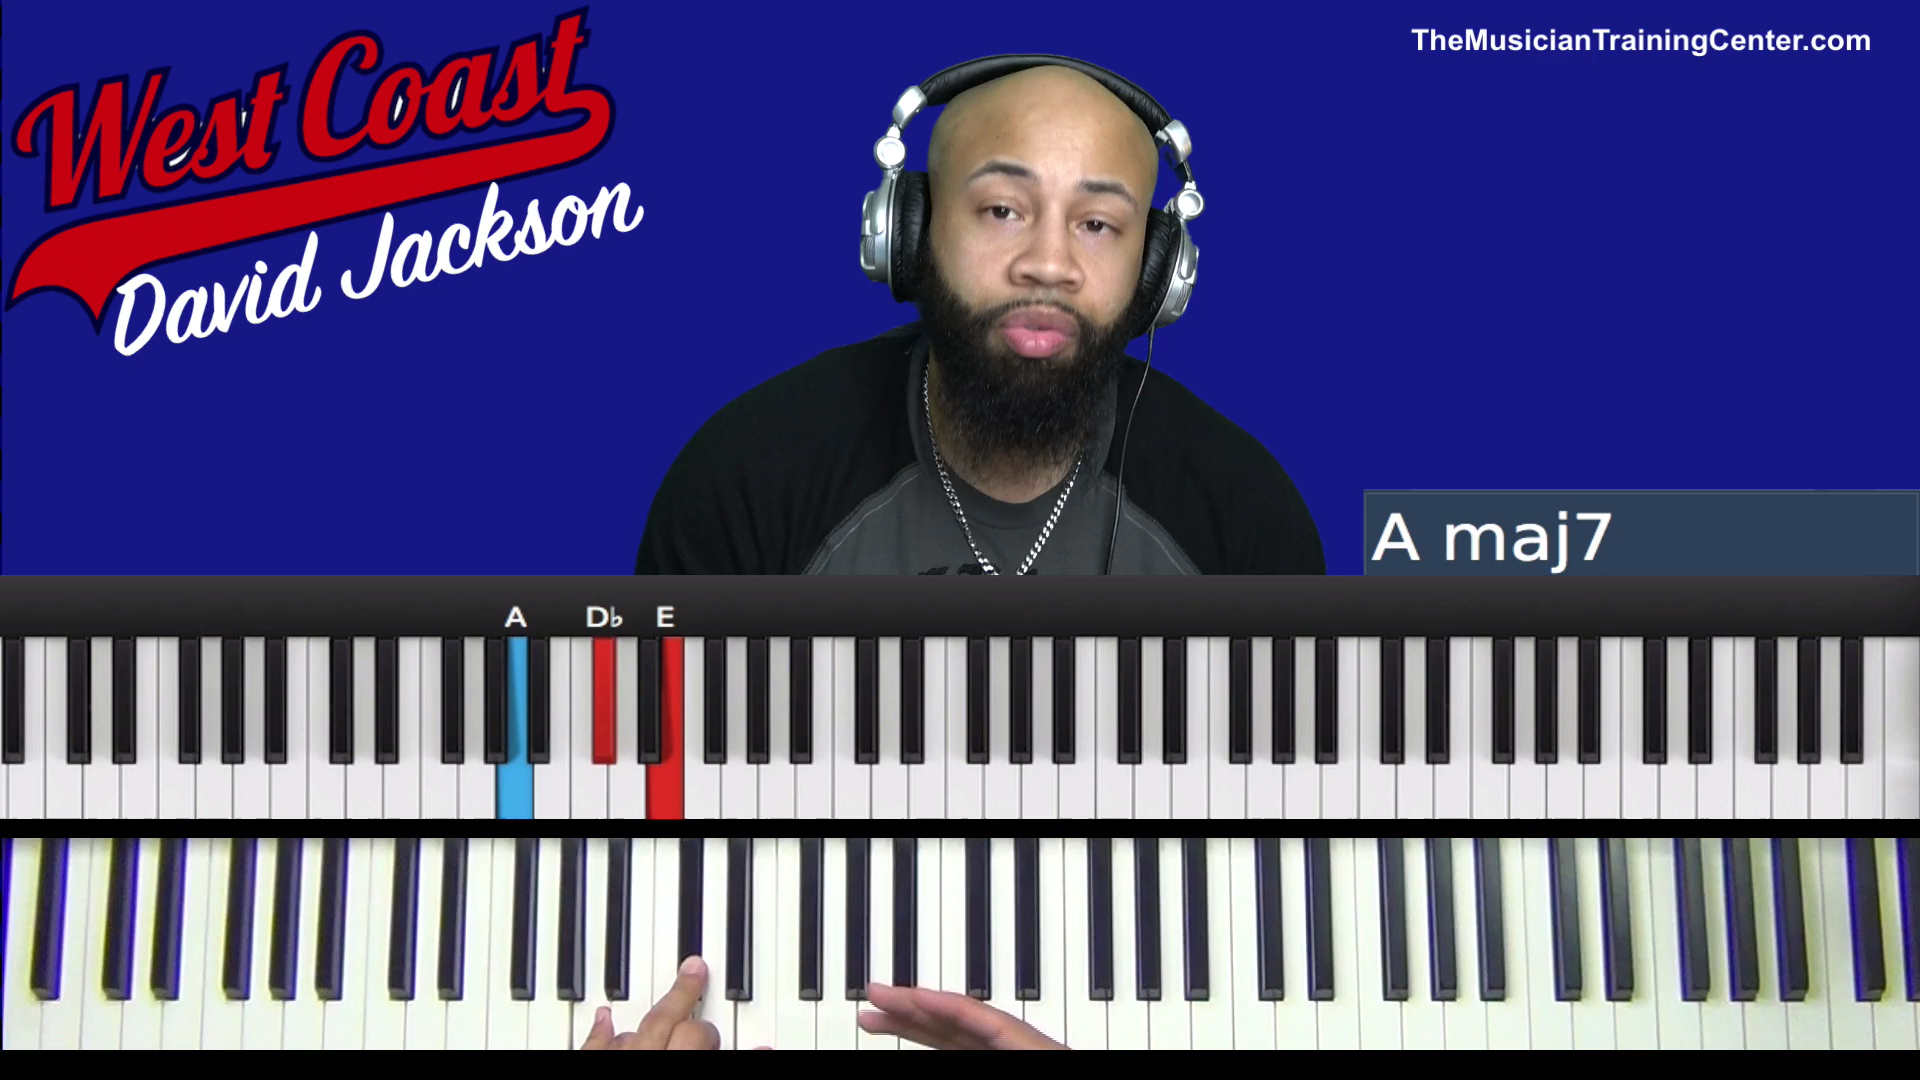 West Coast
David Jackson
TheMusicianTrainingCenter.com
A maj7
A D♭ E